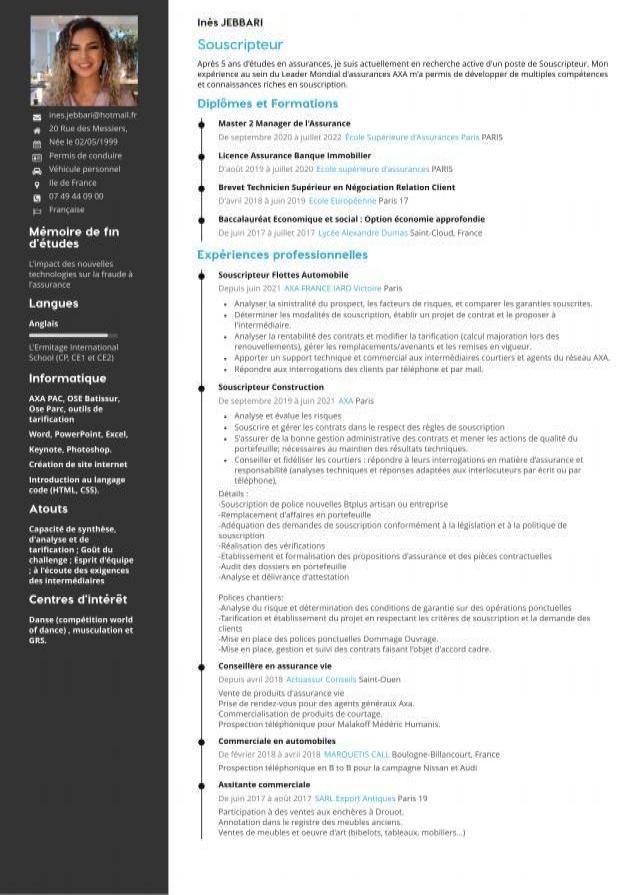 ines.jebbari@hotmail.fr
20 Rue des Messiers,
Née le 02/05/1999
Permis de conduire
Véhicule personnel
Ile de France
07 49 44 09 00
Française
Mémoire de fin
d'études
L'impact des nouvelles
technologies sur la fraude à
l'assurance
Langues
Anglais
L'Ermitage International
School (CP, CE1 et CE2)
Informatique
AXA PAC, OSE Batissur,
Ose Parc, outils de
tarification
Word, PowerPoint, Excel,
Keynote, Photoshop.
Création de site internet
Introduction au langage
code (HTML, CSS).
Atouts
Capacité de synthèse,
d'analyse et de
tarification ; Goût du
challenge ; Esprit d'équipe
; à l'écoute des exigences
des intermédiaires
Centres d'intérêt
Danse (compétition world
of dance) , musculation et
GRS.
Inès JEBBARI
Souscripteur
Après 5 ans d'études en assurances, je suis actuellement en recherche active d'un poste de Souscripteur. Mon
expérience au sein du Leader Mondial d'assurances AXA m'a permis de développer de multiples compétences
et connaissances riches en souscription.
Diplômes et Formations
Master 2 Manager de l'Assurance
De septembre 2020 à juillet 2022 École Supérieure d'Assurances Paris PARIS
Licence Assurance Banque Immobilier
D'août 2019 à juillet 2020 Ecole supérieure d'assurances PARIS
Brevet Technicien Supérieur en Négociation Relation Client
D'avril 2018 à juin 2019 Ecole Européenne Paris 17
Baccalauréat Economique et social : Option économie approfondie
De juin 2017 à juillet 2017 Lycée Alexandre Dumas Saint-Cloud, France
Expériences professionnelles
Souscripteur Flottes Automobile
Depuis juin 2021 AXA FRANCE IARD Victoire Paris
• Analyser la sinistralité du prospect, les facteurs de risques, et comparer les garanties souscrites.
• Déterminer les modalités de souscription, établir un projet de contrat et le proposer à
l'intermédiaire.
• Analyser la rentabilité des contrats et modifier la tarification (calcul majoration lors des
renouvellements), gérer les remplacements/avenants et les remises en vigueur.
• Apporter un support technique et commercial aux intermédiaires courtiers et agents du réseau AXA.
• Répondre aux interrogations des clients par téléphone et par mail.
Souscripteur Construction
De septembre 2019 à juin 2021 AXA Paris
• Analyse et évalue les risques
• Souscrire et gérer les contrats dans le respect des règles de souscription
• S'assurer de la bonne gestion administrative des contrats et mener les actions de qualité du
portefeuille; nécessaires au maintien des résultats techniques.
• Conseiller et fidéliser les courtiers : répondre à leurs interrogations en matière d'assurance et
responsabilité (analyses techniques et réponses adaptées aux interlocuteurs par écrit ou par
téléphone),
Détails :
-Souscription de police nouvelles Btplus artisan ou entreprise
-Remplacement d'affaires en portefeuille
-Adéquation des demandes de souscription conformément à la législation et à la politique de
souscription
-Réalisation des vérifications
-Etablissement et formalisation des propositions d'assurance et des pièces contractuelles
-Audit des dossiers en portefeuille
-Analyse et délivrance d'attestation
Polices chantiers:
-Analyse du risque et détermination des conditions de garantie sur des opérations ponctuelles
-Tarification et établissement du projet en respectant les critères de souscription et la demande des
clients
-Mise en place des polices ponctuelles Dommage Ouvrage.
-Mise en place, gestion et suivi des contrats faisant l'objet d'accord cadre.
Conseillère en assurance vie
Depuis avril 2018 Actuassur Conseils Saint-Ouen
Vente de produits d'assurance vie
Prise de rendez-vous pour des agents généraux Axa.
Commercialisation de produits de courtage.
Prospection téléphonique pour Malakoff Médéric Humanis.
Commerciale en automobiles
De février 2018 à avril 2018 MARQUETIS CALL Boulogne-Billancourt, France
Prospection téléphonique en B to B pour la campagne Nissan et Audi
Assitante commerciale
De juin 2017 à août 2017 SARL Export Antiques Paris 19
Participation à des ventes aux enchères à Drouot.
Annotation dans le registre des meubles anciens.
Ventes de meubles et oeuvre d'art (bibelots, tableaux, mobiliers...)